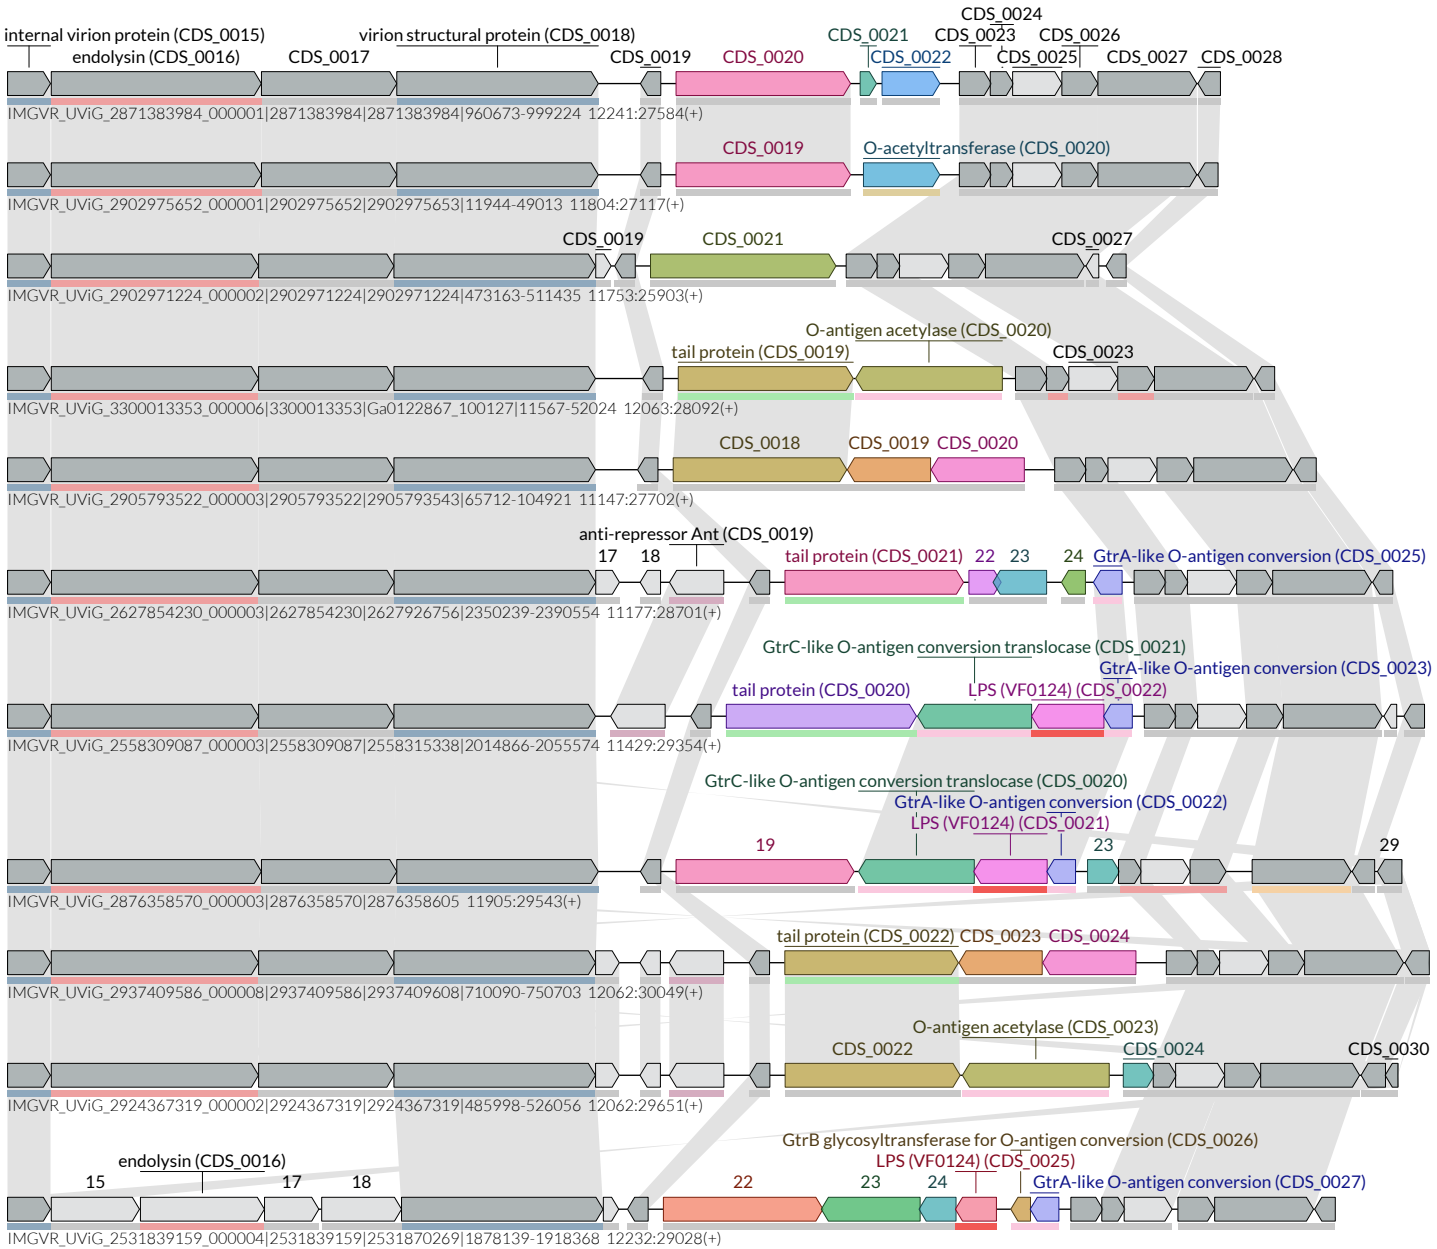 CDS_0024
internal virion protein (CDS_0015) virion structural protein (CDS_0018) CDS_0021 CDS_0023 CDS_0026
endolysin (CDS_0016) CDS_0017 CDS_0019 CDS_0020 CDS_0022 CDS_0025 CDS_0027 CDS_0028
IMGVR_UViG_2871383984_000001|2871383984|2871383984|960673-999224 12241:27584(+)
CDS_0019 O-acetyltransferase (CDS_0020)
IMGVR_UViG_2902975652_000001|2902975652|2902975653|11944-49013 11804:27117(+)
CDS_0019 CDS_0021 CDS_0027
IMGVR_UViG_2902971224_000002|2902971224|2902971224|473163-511435 11753:25903(+)
O-antigen acetylase (CDS_0020)
tail protein (CDS_0019) CDS_0023
IMGVR_UViG_3300013353_000006|3300013353|Ga0122867_100127|11567-52024 12063:28092(+)
CDS_0018 CDS_0019 CDS_0020
IMGVR_UViG_2905793522_000003|2905793522|2905793543|65712-104921 11147:27702(+)
anti-repressor Ant (CDS_0019)
17 18 tail protein (CDS_0021) 22 23 24 GtrA-like O-antigen conversion (CDS_0025)
IMGVR_UViG_2627854230_000003|2627854230|2627926756|2350239-2390554 11177:28701(+)
GtrC-like O-antigen conversion translocase (CDS_0021)
GtrA-like O-antigen conversion (CDS_0023)
tail protein (CDS_0020) LPS (VF0124) (CDS_0022)
IMGVR_UViG_2558309087_000003|2558309087|2558315338|2014866-2055574 11429:29354(+)
GtrC-like O-antigen conversion translocase (CDS_0020)
GtrA-like O-antigen conversion (CDS_0022)
LPS (VF0124) (CDS_0021)
19 23 29
IMGVR_UViG_2876358570_000003|2876358570|2876358605 11905:29543(+)
tail protein (CDS_0022) CDS_0023 CDS_0024
IMGVR_UViG_2937409586_000008|2937409586|2937409608|710090-750703 12062:30049(+)
O-antigen acetylase (CDS_0023)
CDS_0022 CDS_0024 CDS_0030
IMGVR_UViG_2924367319_000002|2924367319|2924367319|485998-526056 12062:29651(+)
GtrB glycosyltransferase for O-antigen conversion (CDS_0026)
endolysin (CDS_0016) LPS (VF0124) (CDS_0025)
15 17 18 22 23 24 GtrA-like O-antigen conversion (CDS_0027)
IMGVR_UViG_2531839159_000004|2531839159|2531870269|1878139-1918368 12232:29028(+)